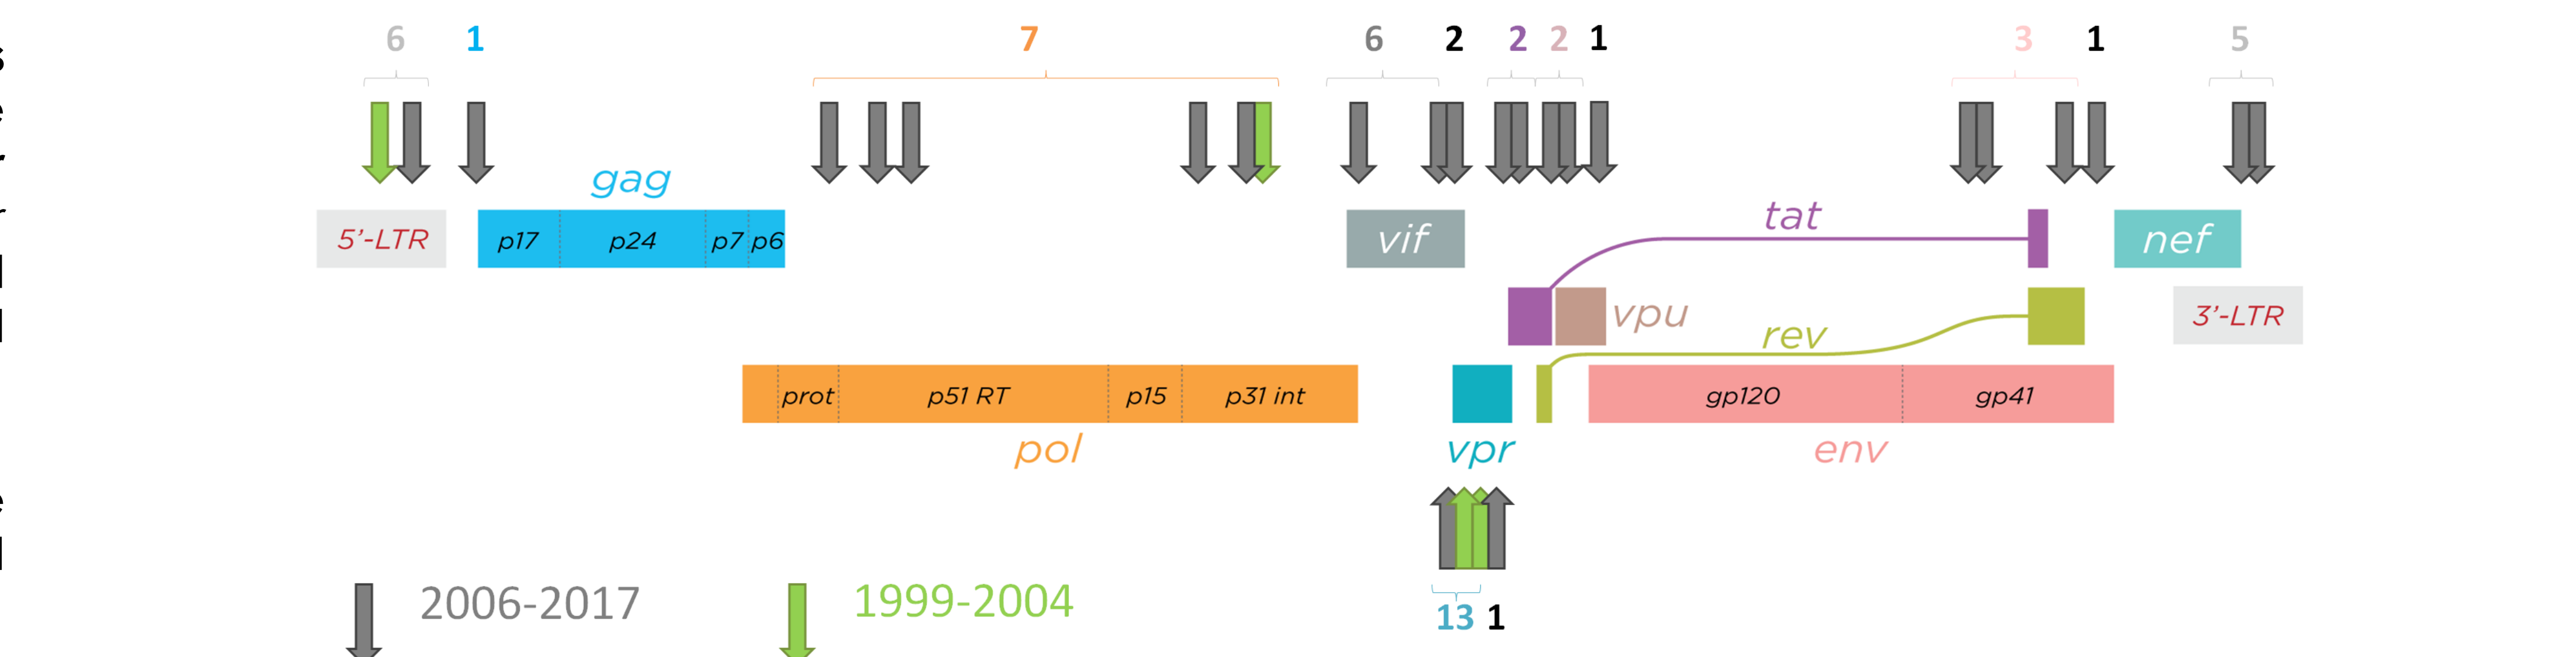 6 1 7 6 2 2 2 1 3 1 5
gag
tat
5'-LTR p17 p24 p7 p6 vif nef
vpu rev 3'-LTR
prot p51 RT p15 p31 int gp120 gp41
pol vpr env
2006-2017 1999-2004 13 1